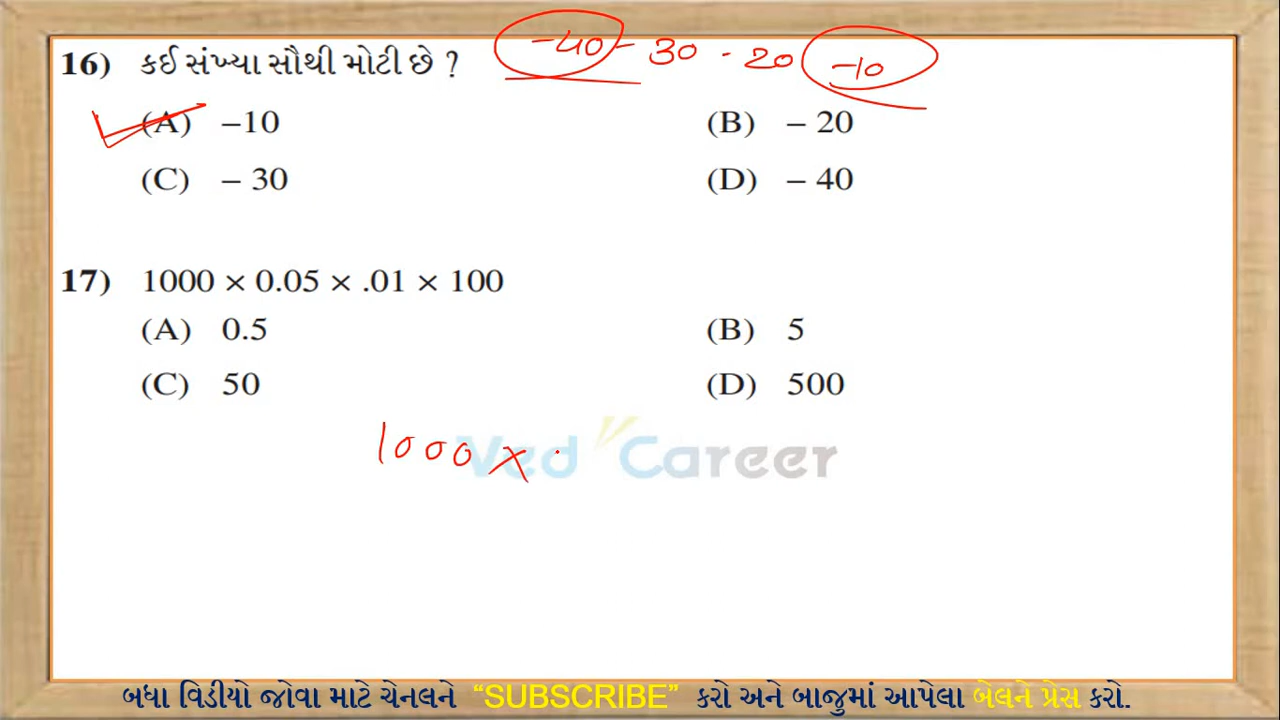 16) કઈ સંખ્યા સૌથી મોટી છે ? -40 - 30 - 20 -10
(A) –10 (B) – 20
(C) – 30 (D) – 40
17) 1000 × 0.05 × .01 × 100
(A) 0.5 (B) 5
(C) 50 (D) 500
1000 × .
Ved Career
બધા વિડીયો જોવા માટે ચેનલને “SUBSCRIBE” કરો અને બાજુમાં આપેલા બેલને પ્રેસ કરો.